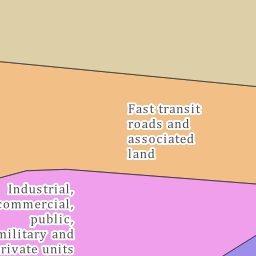 Fast transit
roads and
associated
land
Industrial,
commercial,
public,
military and
private units